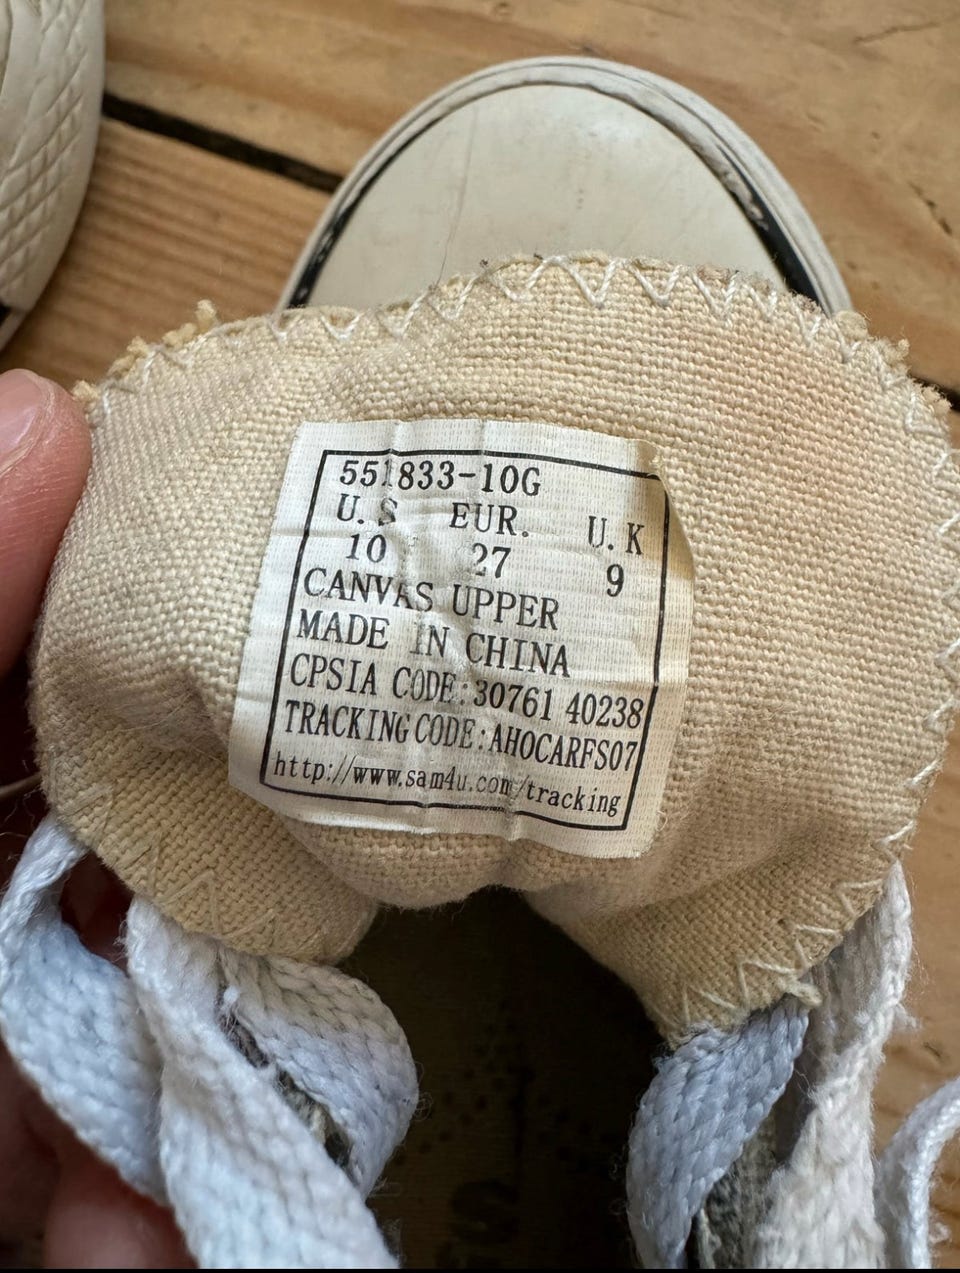 551833-10G
U.S EUR. U.K
10 27 9
CANVAS UPPER
MADE IN CHINA
CPSIA CODE:30761 40238
TRACKING CODE:AHOCARFS07
http://www.sam4u.com/tracking